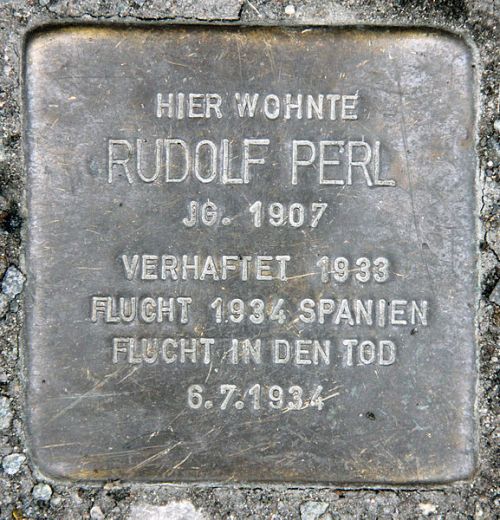 HIER WOHNTE
RUDOLF PERL
JG. 1907
VERHAFTET 1933
FLUCHT 1934 SPANIEN
FLUCHT IN DEN TOD
6.7.1934